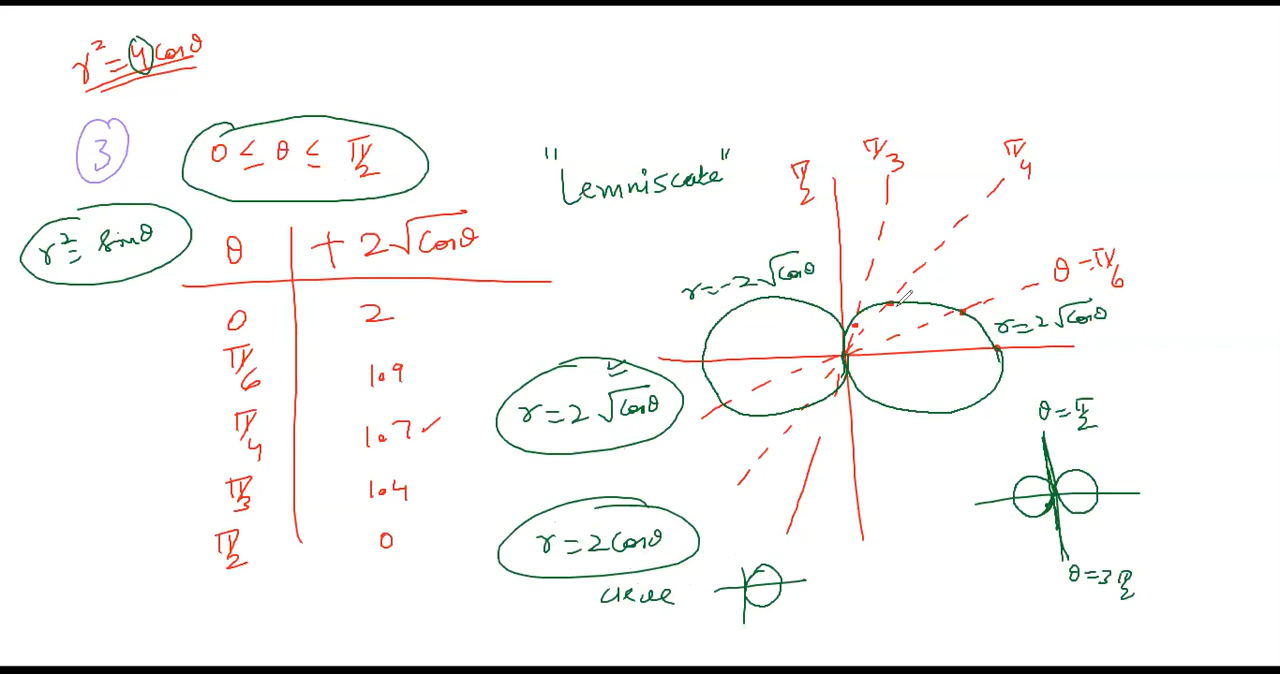 r² = 4 cos θ
3
0 ≤ θ ≤ π/2
"Lemniscate"
r² = sin θ
θ | + 2√cos θ
0 | 2
π/6 | 1.9
π/4 | 1.7 ✓
π/3 | 1.4
π/2 | 0
π/2
π/3
π/4
θ = π/6
r = -2√cos θ
r = 2√cos θ
r = 2√cos θ
r = 2 cos θ
θ = π/2
θ = 3π/2